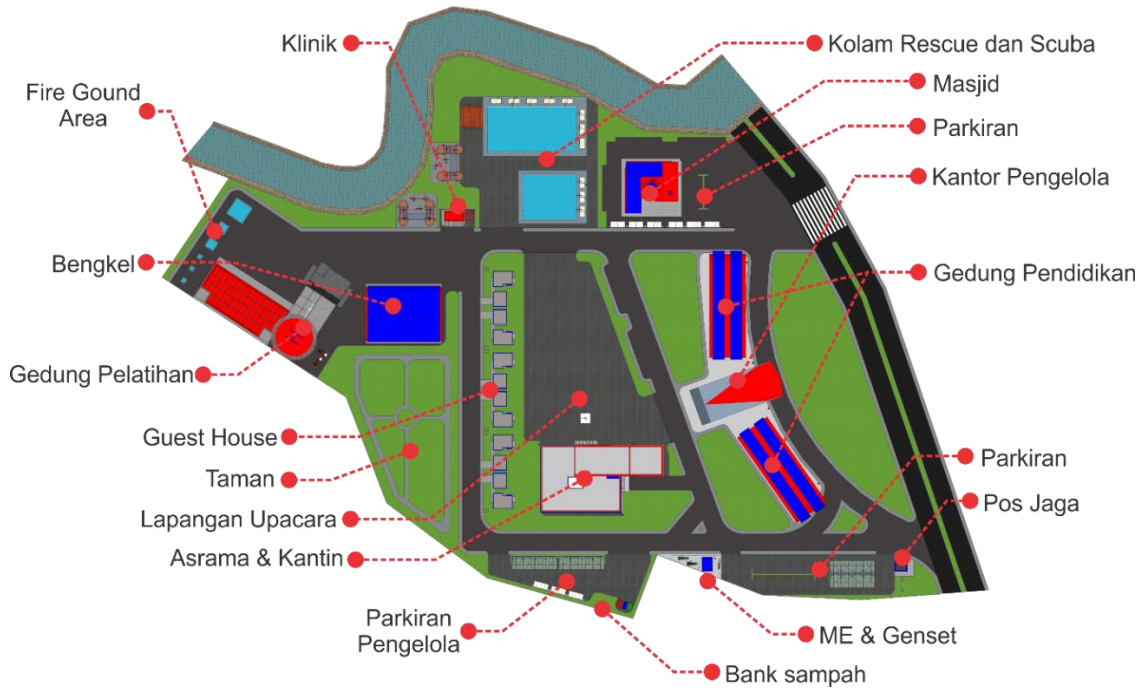 Klinik
Kolam Rescue dan Scuba
Fire Gound
Area
Masjid
Parkiran
Kantor Pengelola
Bengkel
Gedung Pendidikan
Gedung Pelatihan
Guest House
Taman
Parkiran
Lapangan Upacara
Pos Jaga
Asrama & Kantin
Parkiran
Pengelola
ME & Genset
Bank sampah